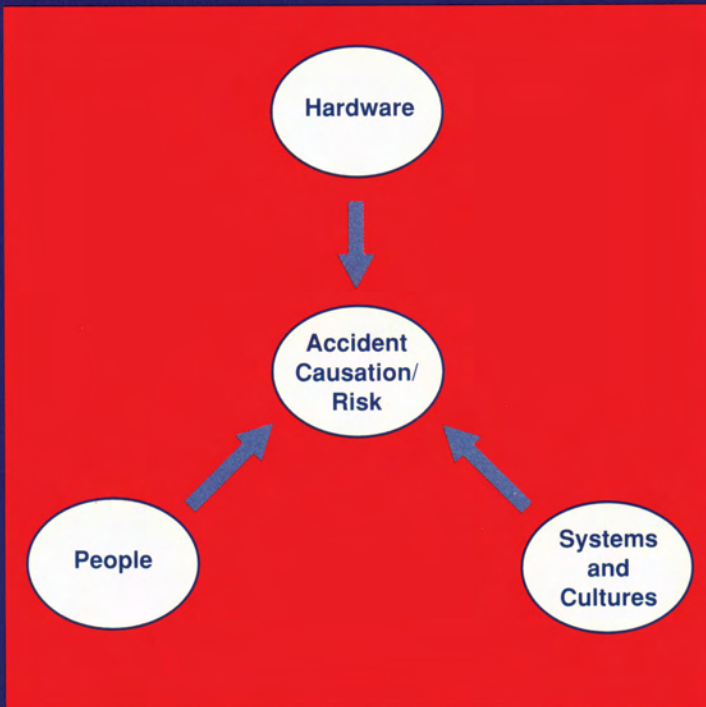 Hardware
Accident
Causation/
Risk
People
Systems
and
Cultures